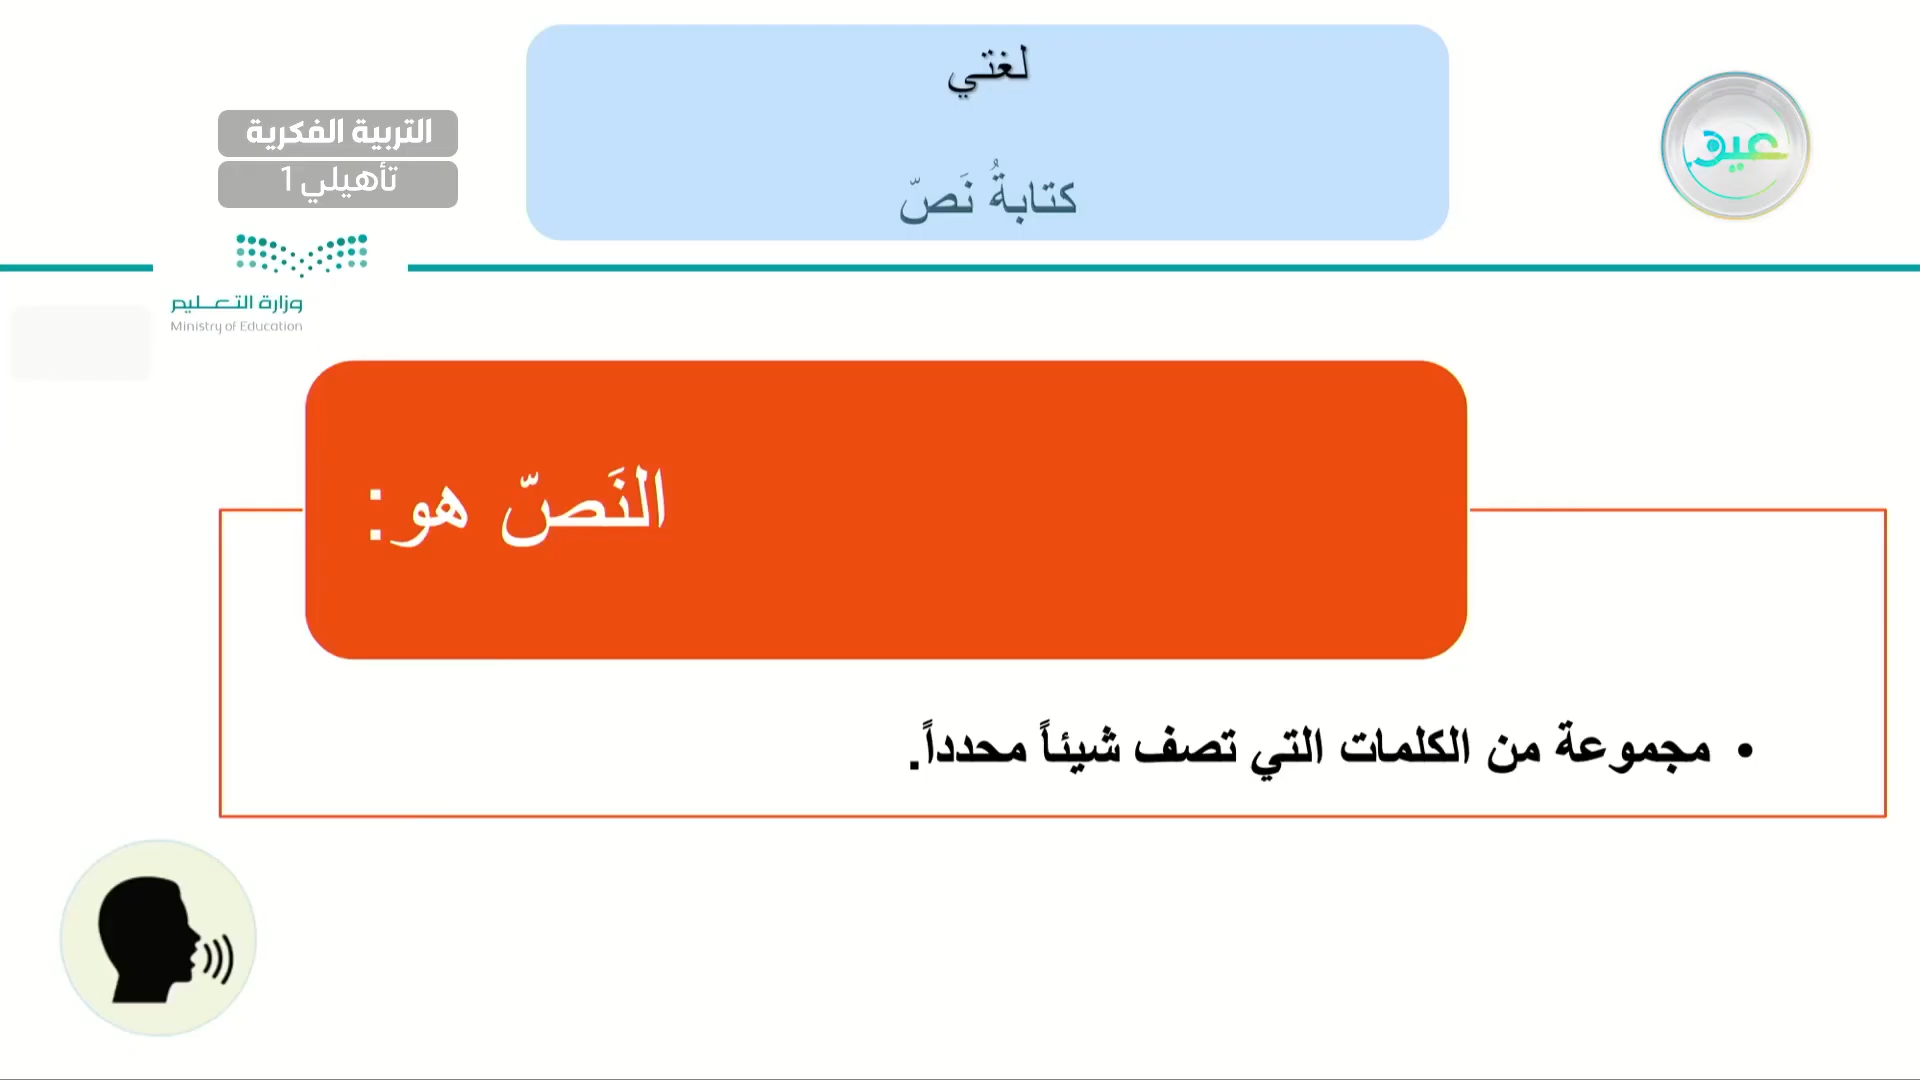 لغتي
كتابةُ نَصّ
التربية الفكرية
تأهيلي 1
عين
وزارة التعليم
Ministry of Education
النَصّ هو:
• مجموعة من الكلمات التي تصف شيئاً محدداً.